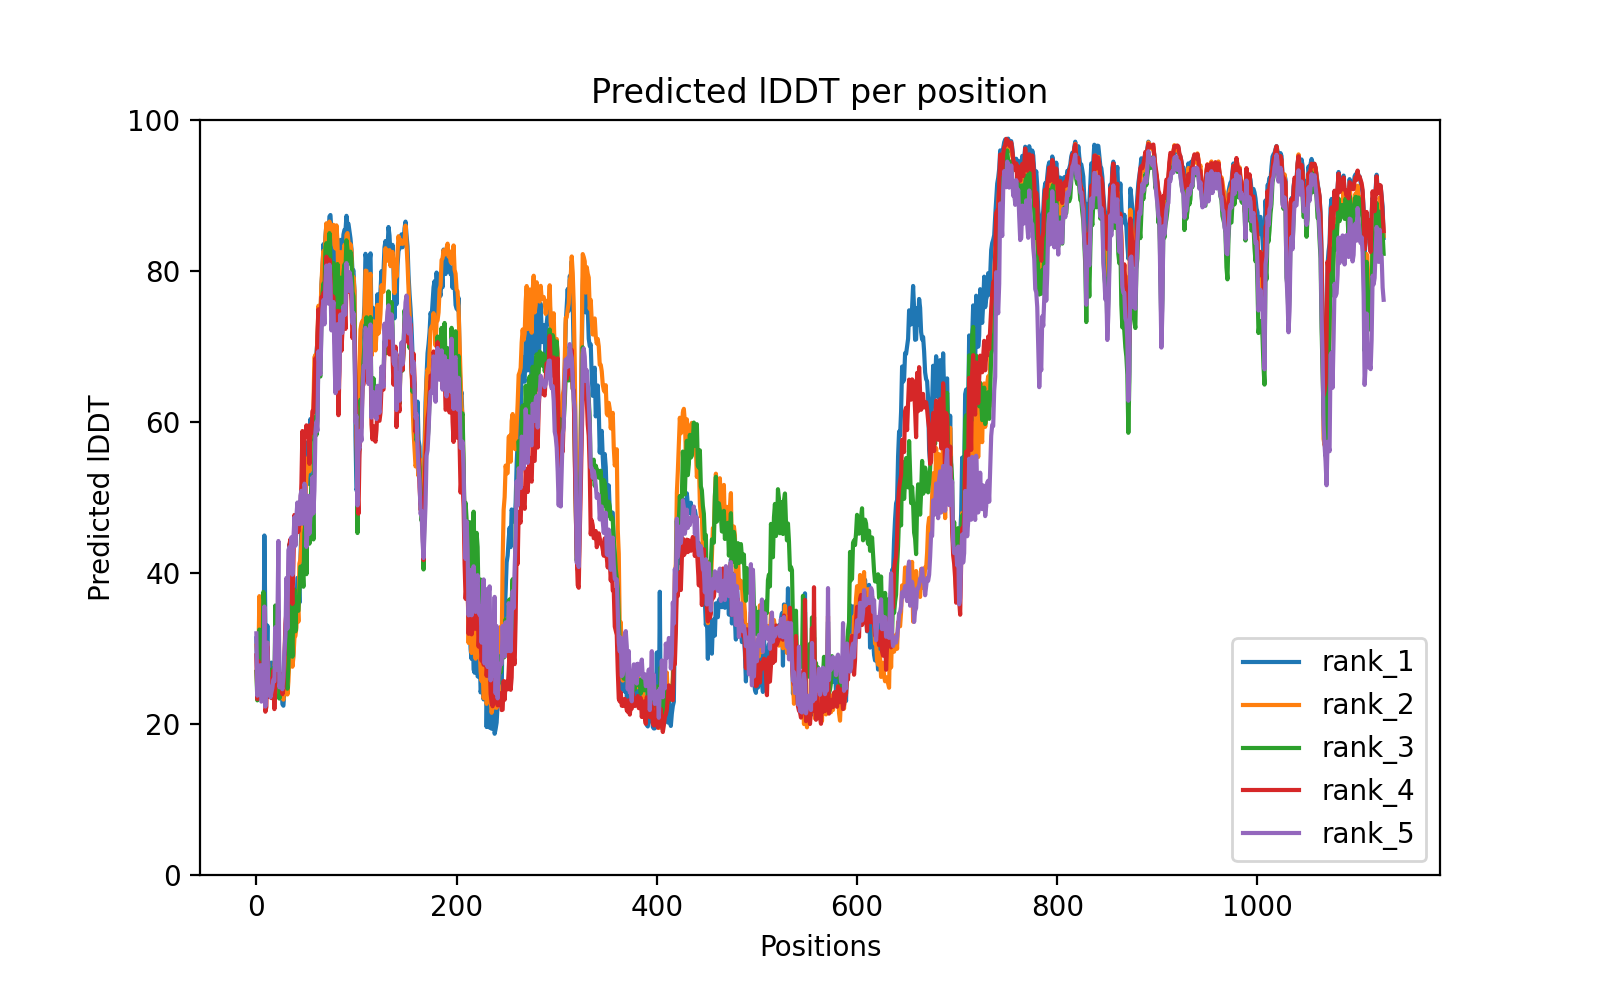 Predicted lDDT per position
100
80
60
40
20
0
Predicted lDDT
0 200 400 600 800 1000
Positions
rank_1
rank_2
rank_3
rank_4
rank_5